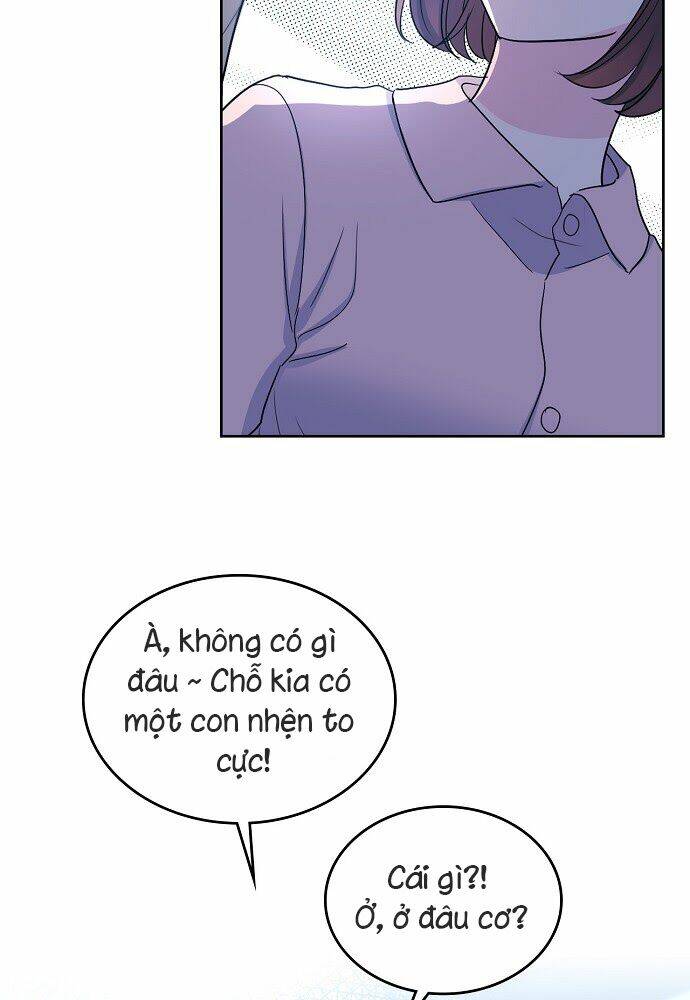 À, không có gì
đâu ~ Chỗ kia có
một con nhện to
cực!
Cái gì?!
Ở, ở đâu cơ?